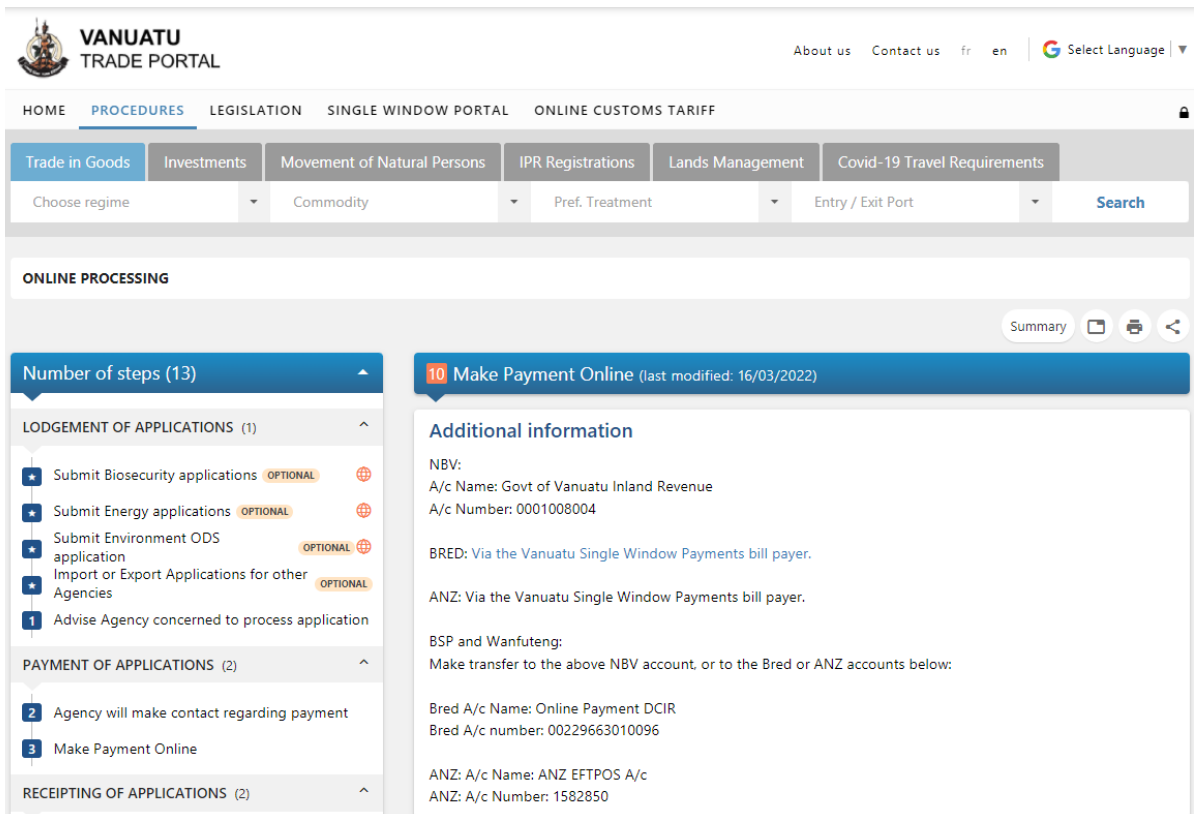 VANUATU
TRADE PORTAL
About us Contact us fr en Select Language ▼
HOME PROCEDURES LEGISLATION SINGLE WINDOW PORTAL ONLINE CUSTOMS TARIFF
Trade in Goods Investments Movement of Natural Persons IPR Registrations Lands Management Covid-19 Travel Requirements
Choose regime Commodity Pref. Treatment Entry / Exit Port Search
ONLINE PROCESSING
Summary
Number of steps (13)
LODGEMENT OF APPLICATIONS (1)
Submit Biosecurity applications OPTIONAL
Submit Energy applications OPTIONAL
Submit Environment ODS
application OPTIONAL
Import or Export Applications for other
Agencies OPTIONAL
1 Advise Agency concerned to process application
PAYMENT OF APPLICATIONS (2)
2 Agency will make contact regarding payment
3 Make Payment Online
RECEIPTING OF APPLICATIONS (2)
10 Make Payment Online (last modified: 16/03/2022)
Additional information
NBV:
A/c Name: Govt of Vanuatu Inland Revenue
A/c Number: 0001008004
BRED: Via the Vanuatu Single Window Payments bill payer.
ANZ: Via the Vanuatu Single Window Payments bill payer.
BSP and Wanfuteng:
Make transfer to the above NBV account, or to the Bred or ANZ accounts below:
Bred A/c Name: Online Payment DCIR
Bred A/c number: 00229663010096
ANZ: A/c Name: ANZ EFTPOS A/c
ANZ: A/c Number: 1582850